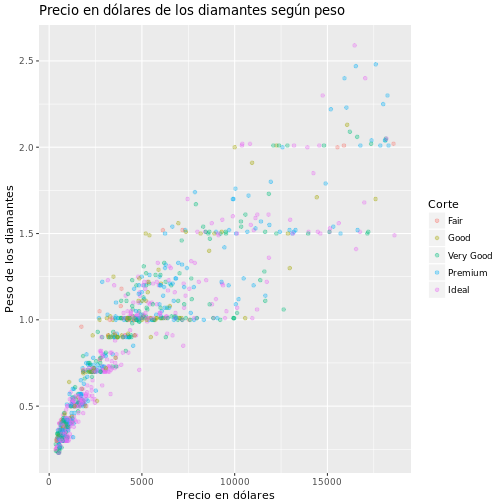 Precio en dólares de los diamantes según peso
Peso de los diamantes
2.5
2.0
1.5
1.0
0.5
0
5000
10000
15000
Precio en dólares
Corte
Fair
Good
Very Good
Premium
Ideal